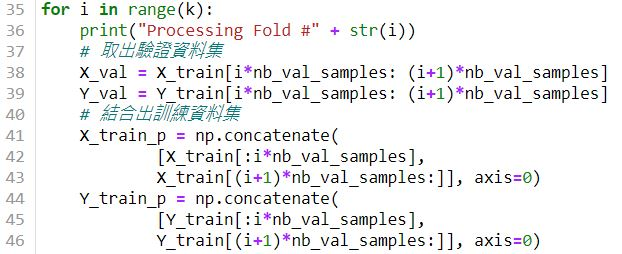 35 for i in range(k):
36     print("Processing Fold #" + str(i))
37     # 取出驗證資料集
38     X_val = X_train[i*nb_val_samples: (i+1)*nb_val_samples]
39     Y_val = Y_train[i*nb_val_samples: (i+1)*nb_val_samples]
40     # 結合出訓練資料集
41     X_train_p = np.concatenate(
42             [X_train[:i*nb_val_samples],
43             X_train[(i+1)*nb_val_samples:]], axis=0)
44     Y_train_p = np.concatenate(
45             [Y_train[:i*nb_val_samples],
46             Y_train[(i+1)*nb_val_samples:]], axis=0)